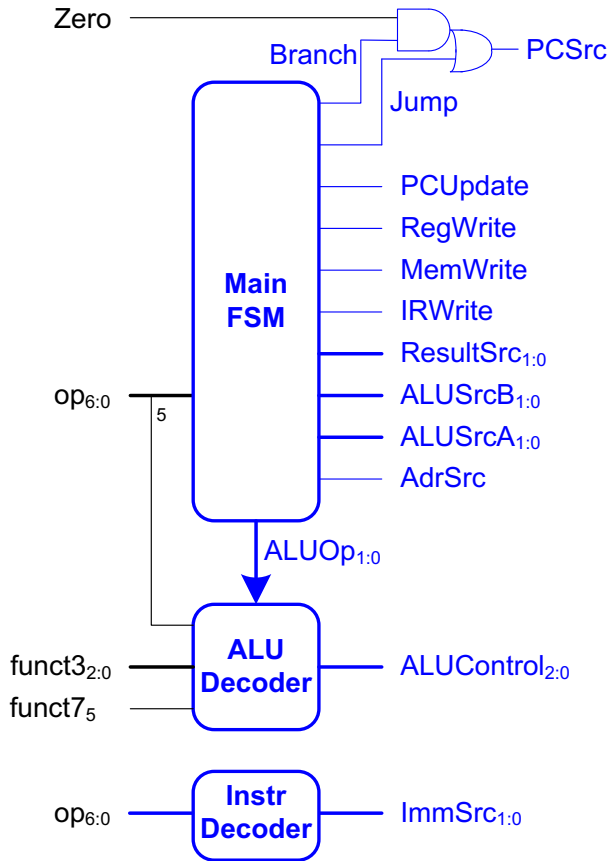 Zero
Branch
PCSrc
Jump
PCUpdate
RegWrite
MemWrite
Main
FSM
IRWrite
ResultSrc1:0
op6:0
5
ALUSrcB1:0
ALUSrcA1:0
AdrSrc
ALUOp1:0
funct32:0
funct75
ALU
Decoder
ALUControl2:0
op6:0
Instr
Decoder
ImmSrc1:0